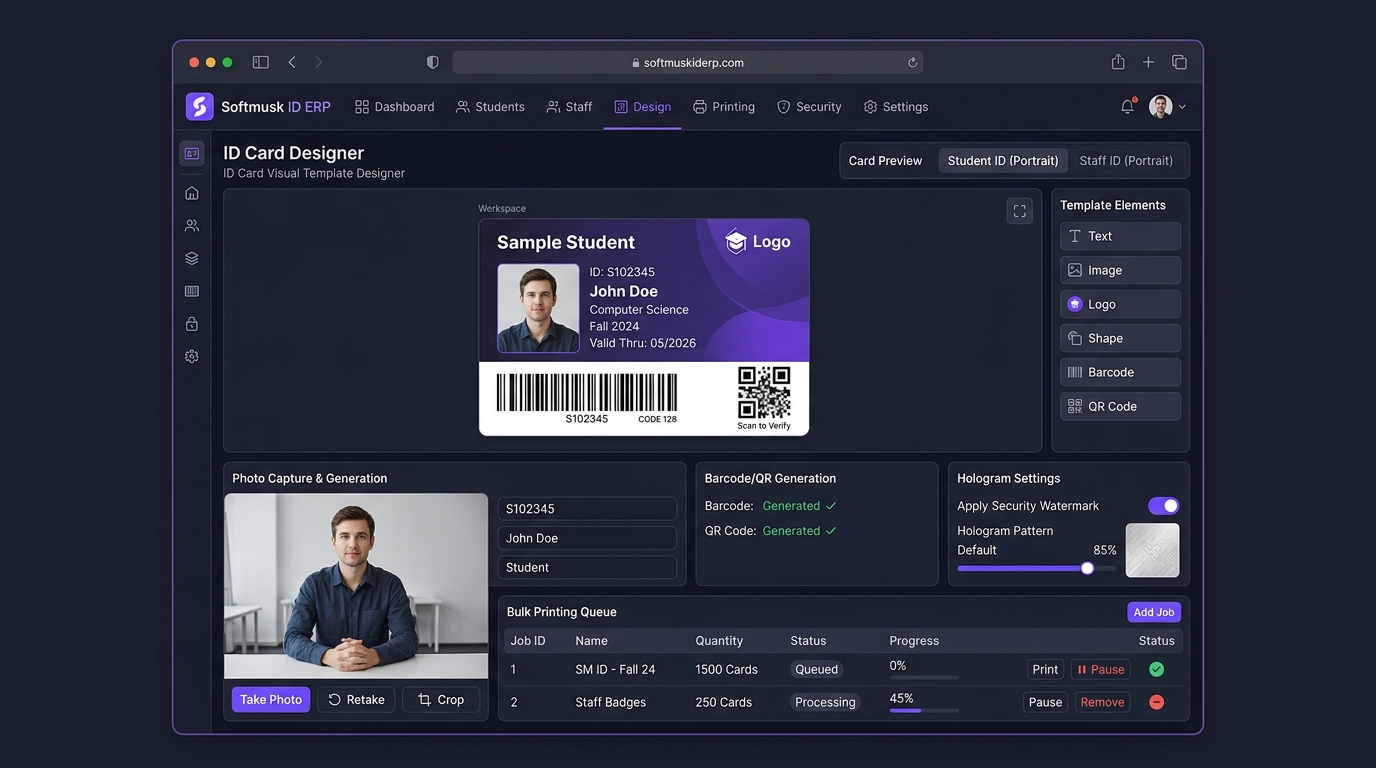 softmuskiderp.com
Softmusk ID ERP
Dashboard
Students
Staff
Design
Printing
Security
Settings
ID Card Designer
ID Card Visual Template Designer
Card Preview
Student ID (Portrait)
Staff ID (Portrait)
Werkspace
Sample Student
Logo
ID: S102345
John Doe
Computer Science
Fall 2024
Valid Thru: 05/2026
S102345
CODE 128
Scan to Verify
Template Elements
Text
Image
Logo
Shape
Barcode
QR Code
Photo Capture & Generation
S102345
John Doe
Student
Take Photo
Retake
Crop
Barcode/QR Generation
Barcode: Generated
QR Code: Generated
Hologram Settings
Apply Security Watermark
Hologram Pattern
Default 85%
Bulk Printing Queue
Add Job
Job ID Name Quantity Status Progress Status
1 SM ID - Fall 24 1500 Cards Queued 0% Print Pause
2 Staff Badges 250 Cards Processing 45% Pause Remove